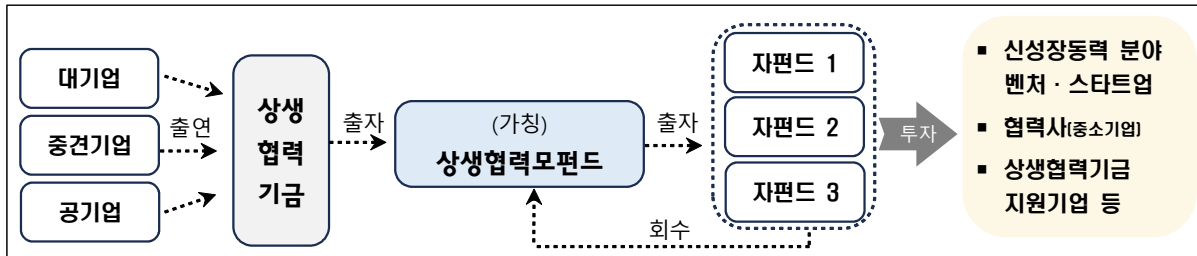 대기업
중견기업
공기업
출연
상생
협력
기금
출자
(가칭)
상생협력모펀드
출자
자펀드 1
자펀드 2
자펀드 3
회수
투자
▪ 신성장동력 분야
벤처·스타트업
▪ 협력사(중소기업)
▪ 상생협력기금
지원기업 등